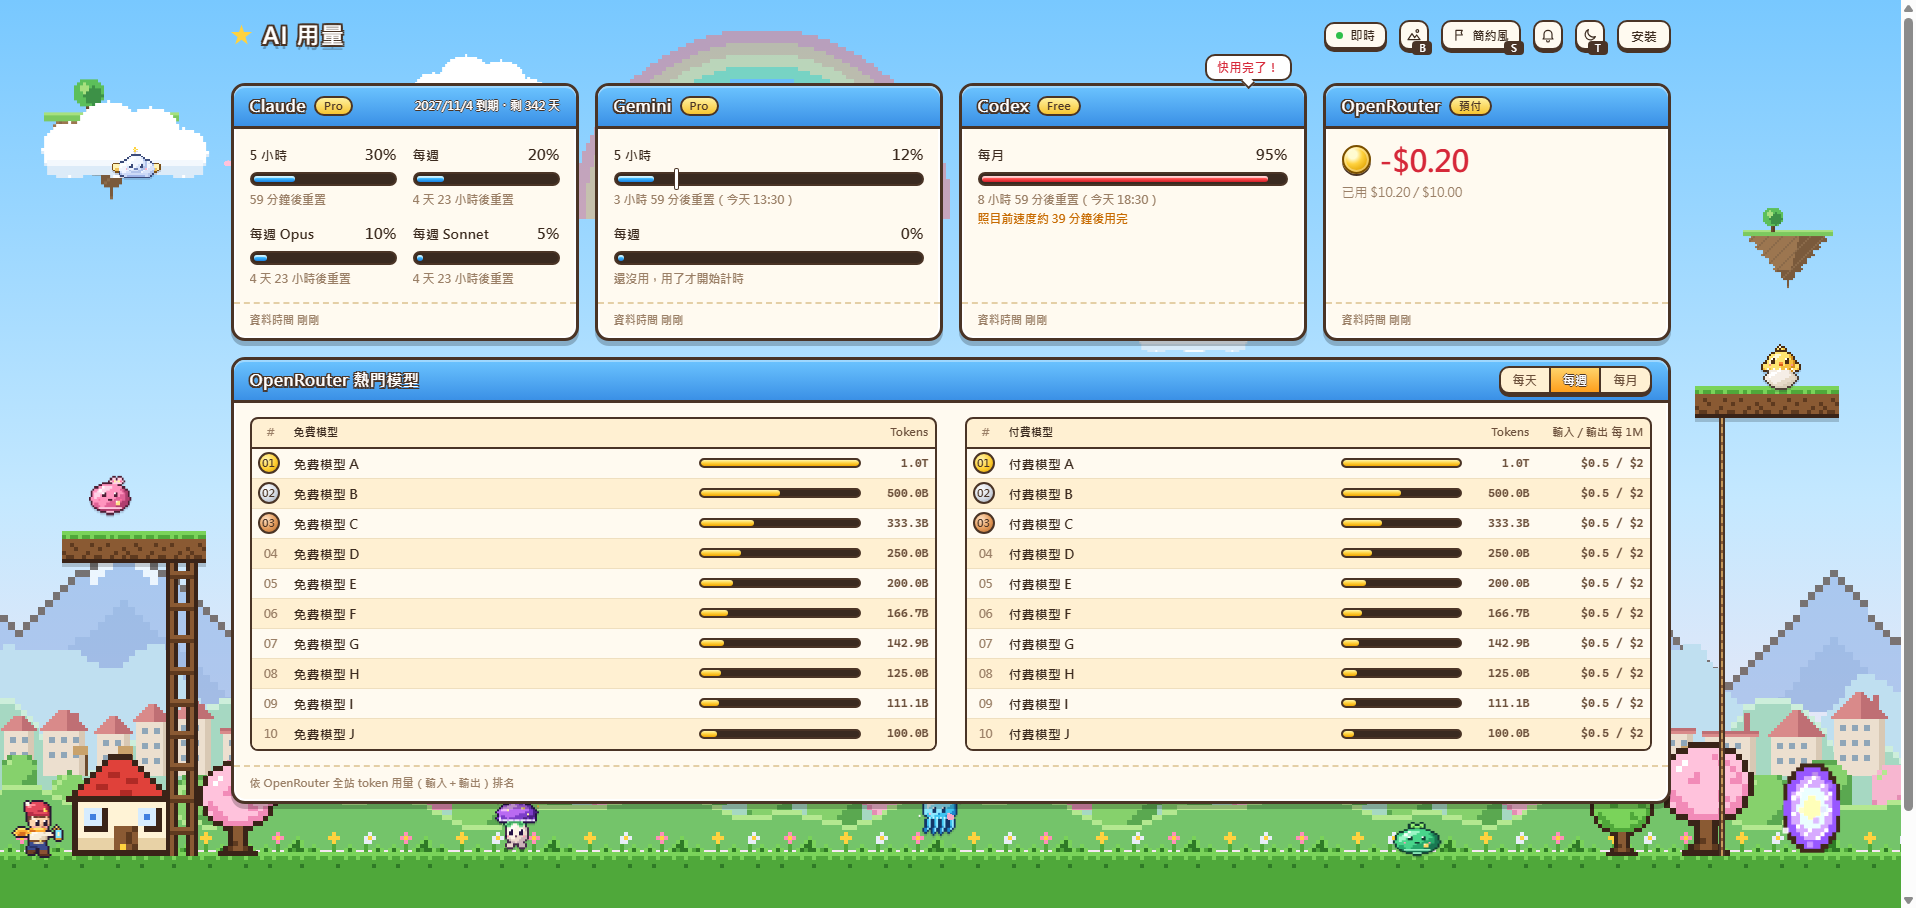 AI 用量
即時
B
簡約風
S
T
安裝
快用完了！
Claude Pro 2027/11/4 到期・剩 342 天
5 小時 30%
59 分鐘後重置
每週 20%
4 天 23 小時後重置
每週 Opus 10%
4 天 23 小時後重置
每週 Sonnet 5%
4 天 23 小時後重置
資料時間 剛剛
Gemini Pro
5 小時 12%
3 小時 59 分後重置（今天 13:30）
每週 0%
還沒用，用了才開始計時
資料時間 剛剛
Codex Free
每月 95%
8 小時 59 分後重置（今天 18:30）
照目前速度約 39 分鐘後用完
資料時間 剛剛
OpenRouter 預付
-$0.20
已用 $10.20 / $10.00
資料時間 剛剛
OpenRouter 熱門模型
每天 每週 每月
# 免費模型 Tokens
01 免費模型 A 1.0T
02 免費模型 B 500.0B
03 免費模型 C 333.3B
04 免費模型 D 250.0B
05 免費模型 E 200.0B
06 免費模型 F 166.7B
07 免費模型 G 142.9B
08 免費模型 H 125.0B
09 免費模型 I 111.1B
10 免費模型 J 100.0B
# 付費模型 Tokens 輸入 / 輸出 每 1M
01 付費模型 A 1.0T $0.5 / $2
02 付費模型 B 500.0B $0.5 / $2
03 付費模型 C 333.3B $0.5 / $2
04 付費模型 D 250.0B $0.5 / $2
05 付費模型 E 200.0B $0.5 / $2
06 付費模型 F 166.7B $0.5 / $2
07 付費模型 G 142.9B $0.5 / $2
08 付費模型 H 125.0B $0.5 / $2
09 付費模型 I 111.1B $0.5 / $2
10 付費模型 J 100.0B $0.5 / $2
依 OpenRouter 全站 token 用量（輸入+輸出）排名